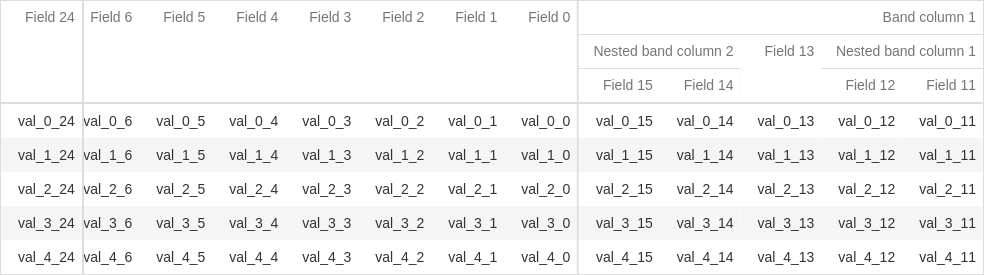 Field 24 Field 6 Field 5 Field 4 Field 3 Field 2 Field 1 Field 0 Band column 1
Nested band column 2 Field 13 Nested band column 1
Field 15 Field 14 Field 12 Field 11
val_0_24 val_0_6 val_0_5 val_0_4 val_0_3 val_0_2 val_0_1 val_0_0 val_0_15 val_0_14 val_0_13 val_0_12 val_0_11
val_1_24 val_1_6 val_1_5 val_1_4 val_1_3 val_1_2 val_1_1 val_1_0 val_1_15 val_1_14 val_1_13 val_1_12 val_1_11
val_2_24 val_2_6 val_2_5 val_2_4 val_2_3 val_2_2 val_2_1 val_2_0 val_2_15 val_2_14 val_2_13 val_2_12 val_2_11
val_3_24 val_3_6 val_3_5 val_3_4 val_3_3 val_3_2 val_3_1 val_3_0 val_3_15 val_3_14 val_3_13 val_3_12 val_3_11
val_4_24 val_4_6 val_4_5 val_4_4 val_4_3 val_4_2 val_4_1 val_4_0 val_4_15 val_4_14 val_4_13 val_4_12 val_4_11